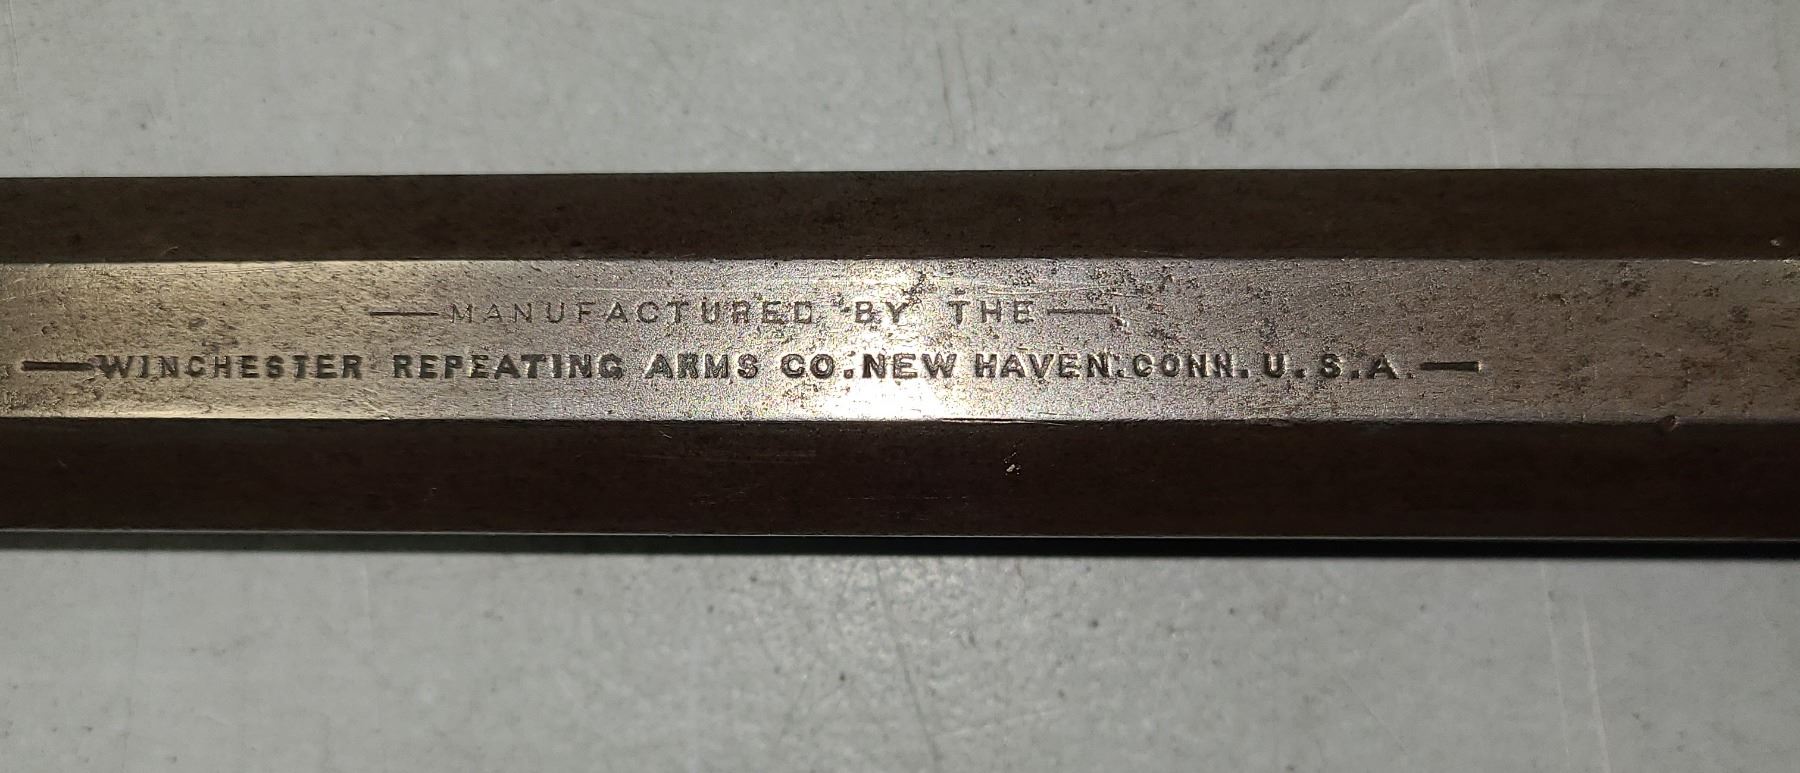 —MANUFACTURED BY THE—
—WINCHESTER REPEATING ARMS CO. NEW HAVEN. CONN. U. S. A.—